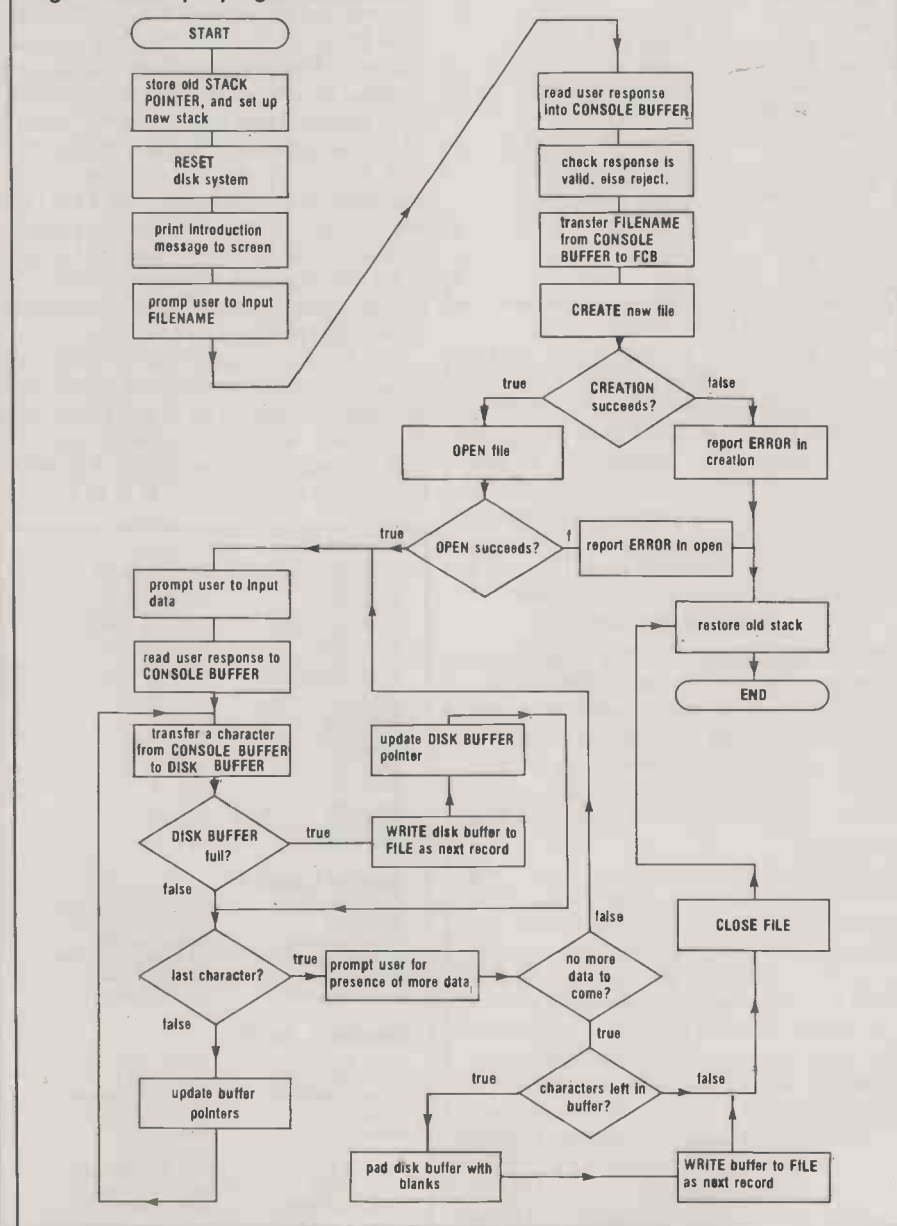 START
store old STACK
POINTER, and set up
new stack
RESET
disk system
print introduction
message to screen
promp user to input
FILENAME
read user response
into CONSOLE BUFFER
check response is
valid, else reject.
transfer FILENAME
from CONSOLE
BUFFER to FCB
CREATE new file
CREATION
succeeds?
true
false
OPEN file
report ERROR in
creation
OPEN succeeds?
true
f
report ERROR in open
restore old stack
END
prompt user to input
data
read user response to
CONSOLE BUFFER
transfer a character
from CONSOLE BUFFER
to DISK BUFFER
DISK BUFFER
full?
true
false
WRITE disk buffer to
FILE as next record
update DISK BUFFER
pointer
last character?
true
false
prompt user for
presence of more data
no more
data to
come?
false
true
update buffer
pointers
characters left in
buffer?
true
false
pad disk buffer with
blanks
WRITE buffer to FILE
as next record
CLOSE FILE